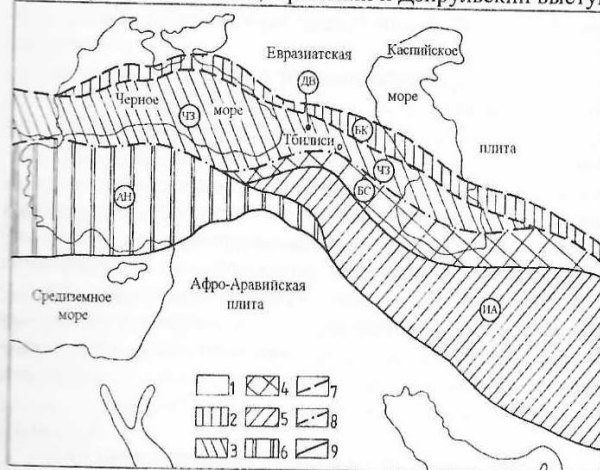 Евразиатская
Каспийское
море
плита
ДВ
БК
Черное
море
ЧЗ
Тбилиси
ЧЗ
БС
АН
ИА
Средиземное
море
Афро-Аравийская
плита
1 4 7
2 5 8
3 6 9